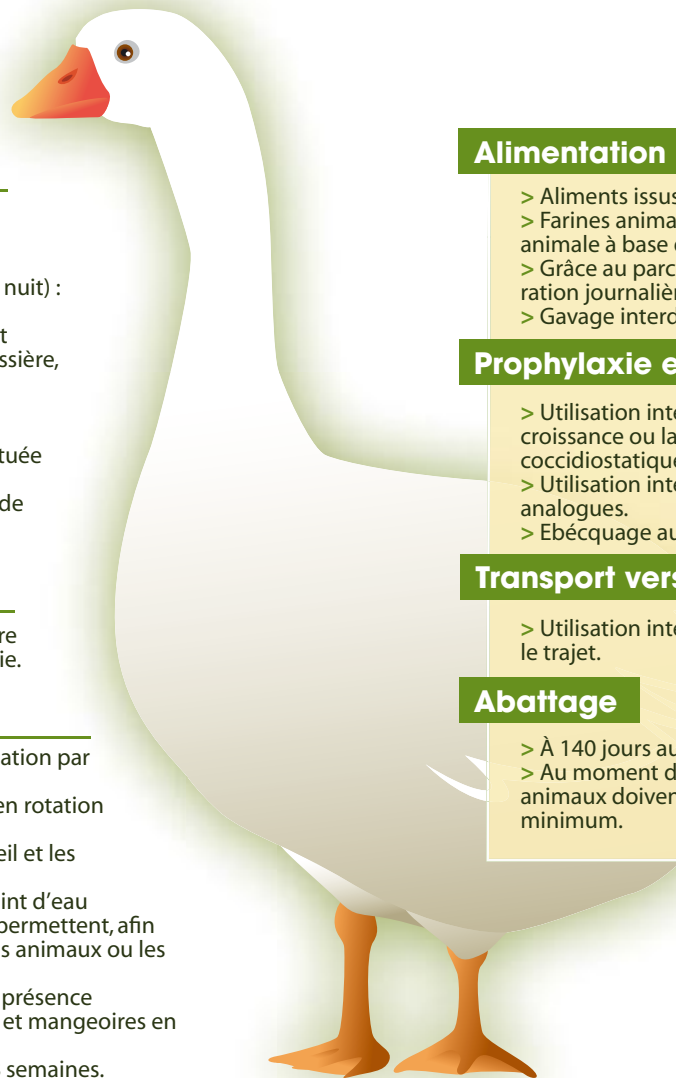 nuit) :
t
ssière,
tuée
de
re
ie.
ation par
en rotation
eil et les
int d'eau
permettent, afin
s animaux ou les
présence
et mangeoires en
semaines.
Alimentation
> Aliments issus
> Farines anima
animale à base
> Grâce au parc
ration journalièr
> Gavage interd
Prophylaxie e
> Utilisation inte
croissance ou la
coccidiostatique
> Utilisation inte
analogues.
> Ebécquage au
Transport vers
> Utilisation inte
le trajet.
Abattage
> À 140 jours au
> Au moment d
animaux doiven
minimum.